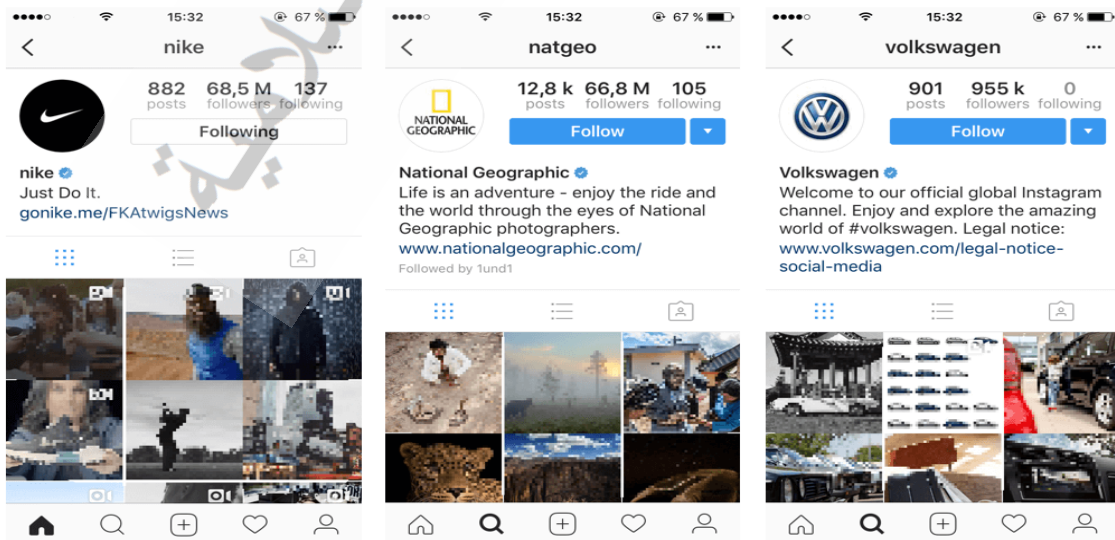 15:32
67 %
nike
882
68,5 M
137
posts
followers
following
Following
nike
Just Do It.
gonike.me/FKAtwigsNews
15:32
67 %
natgeo
NATIONAL
GEOGRAPHIC
12,8 k
66,8 M
105
posts
followers
following
Follow
National Geographic
Life is an adventure - enjoy the ride and
the world through the eyes of National
Geographic photographers.
www.nationalgeographic.com/
Followed by 1und1
15:32
67 %
volkswagen
901
955 k
0
posts
followers
following
Follow
Volkswagen
Welcome to our official global Instagram
channel. Enjoy and explore the amazing
world of #volkswagen. Legal notice:
www.volkswagen.com/legal-notice-
social-media